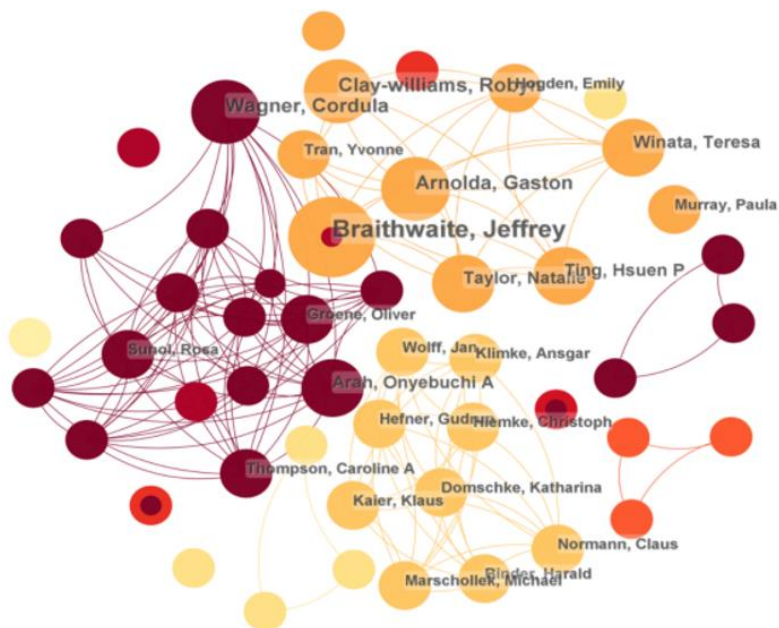 Clay-williams, Robyn
Hogden, Emily
Wagner, Cordula
Tran, Yvonne
Winata, Teresa
Arnolda, Gaston
Murray, Paula
Braithwaite, Jeffrey
Taylor, Natalie
Ting, Hsuen P
Groene, Oliver
Sunol, Rosa
Wolff, Jan
Klimke, Ansgar
Arah, Onyebuchi A
Hefner, Gudrun
Hiemke, Christoph
Thompson, Caroline A
Domschke, Katharina
Kaier, Klaus
Normann, Claus
Binder, Harald
Marschollek, Michael